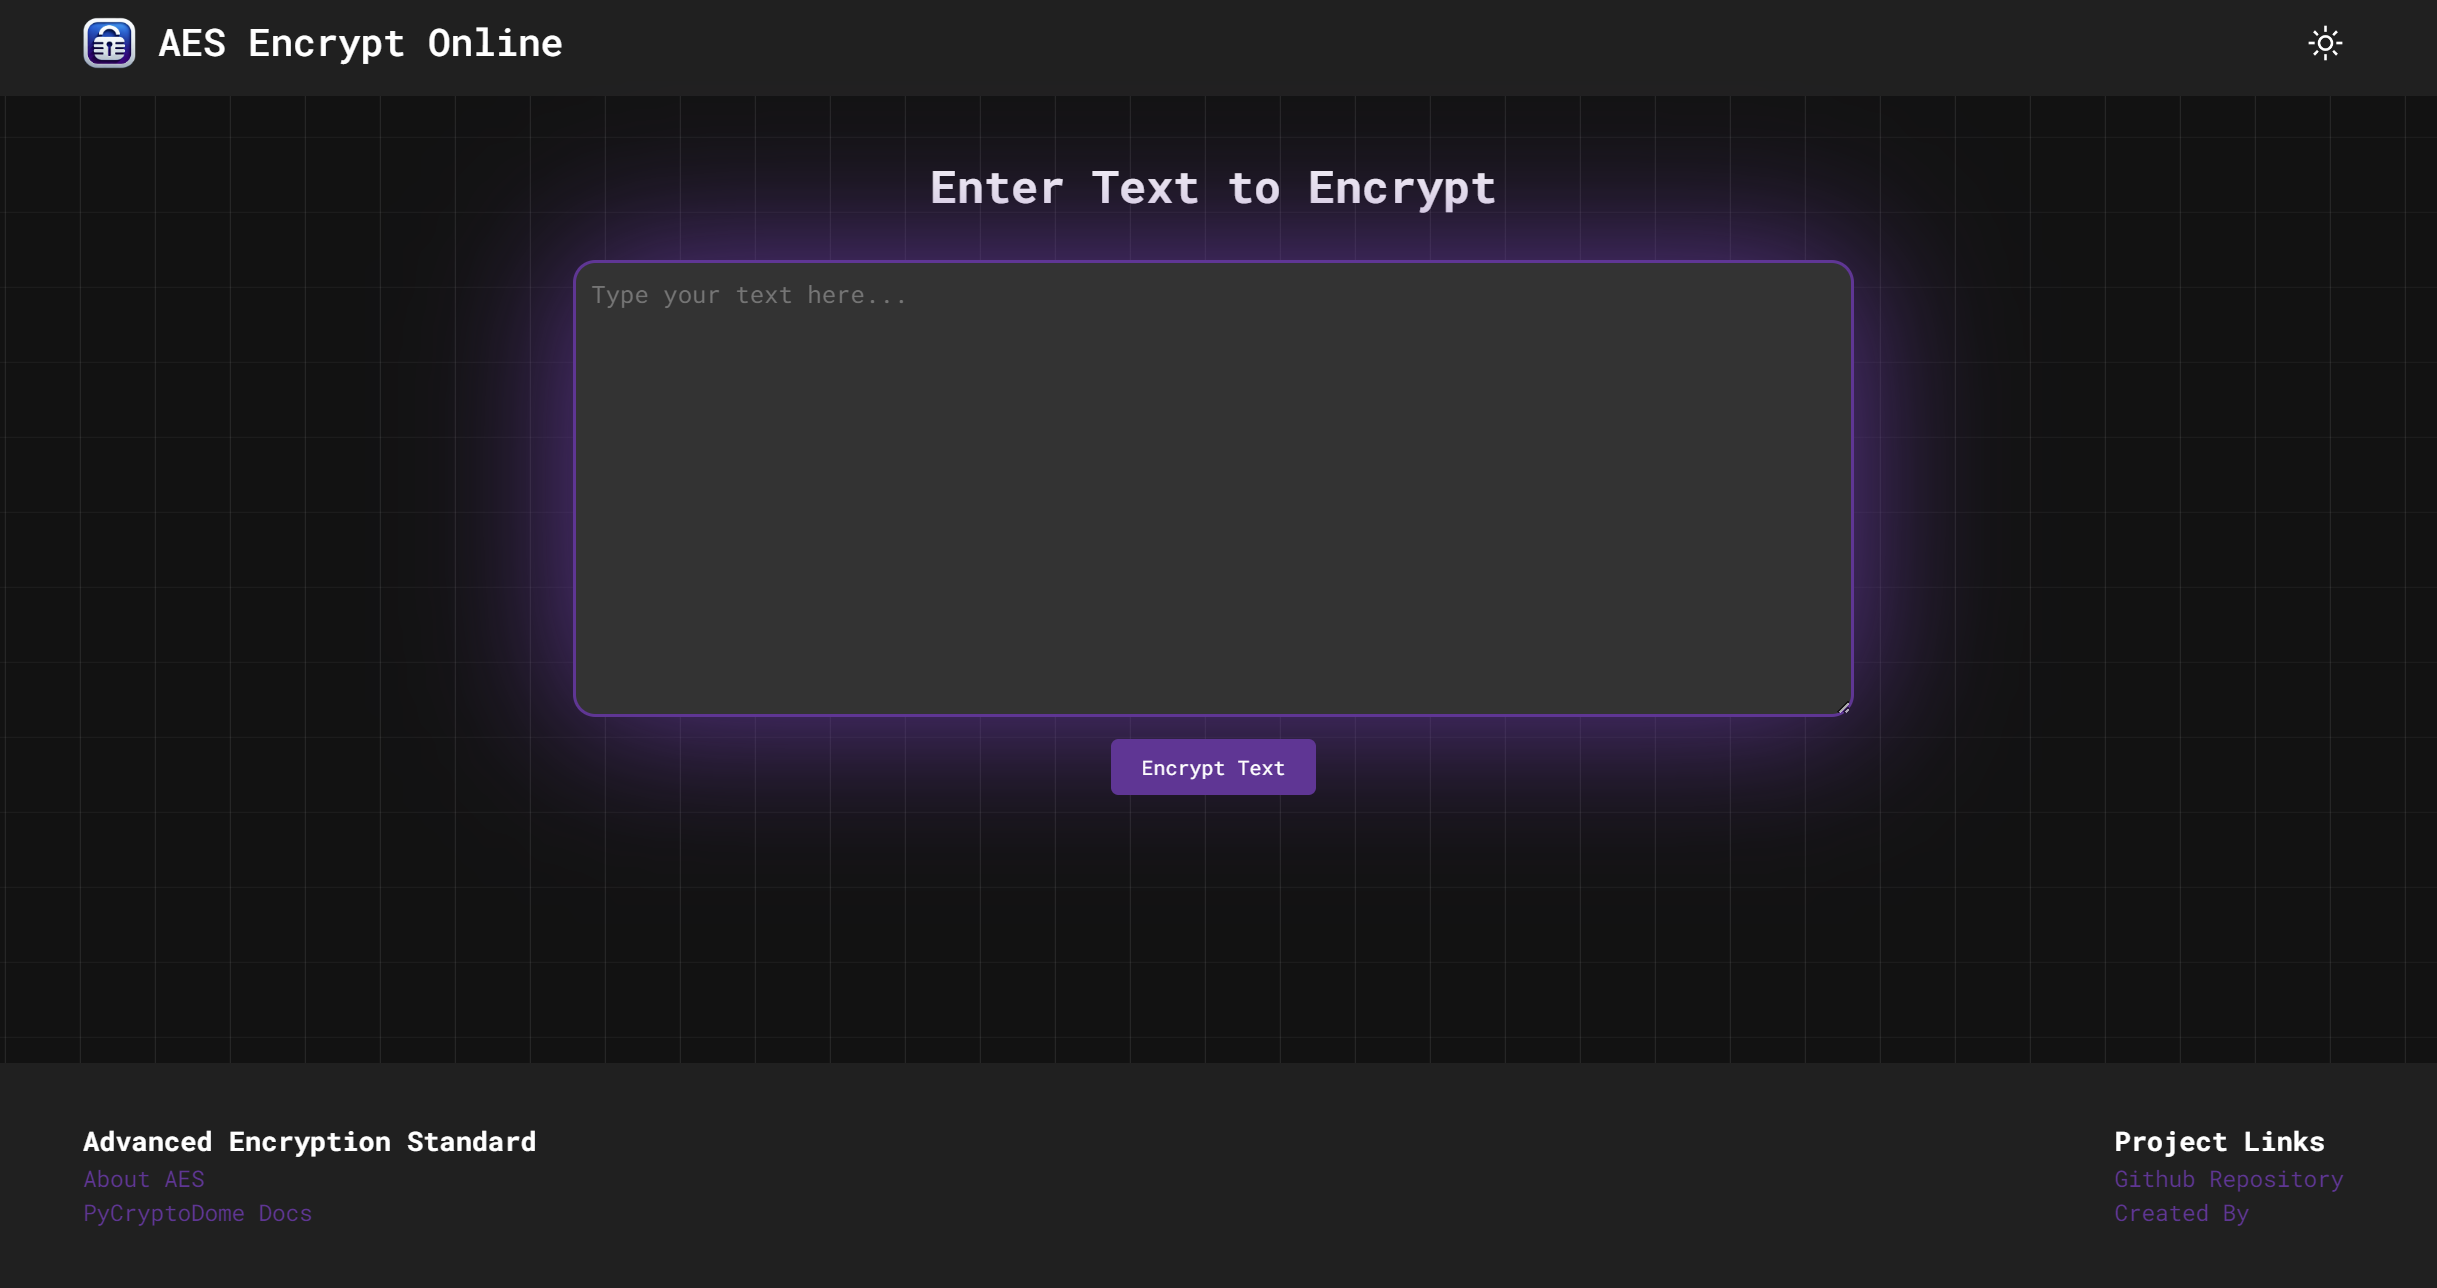 AES Encrypt Online
Enter Text to Encrypt
Type your text here...
Encrypt Text
Advanced Encryption Standard
About AES
PyCryptoDome Docs
Project Links
Github Repository
Created By